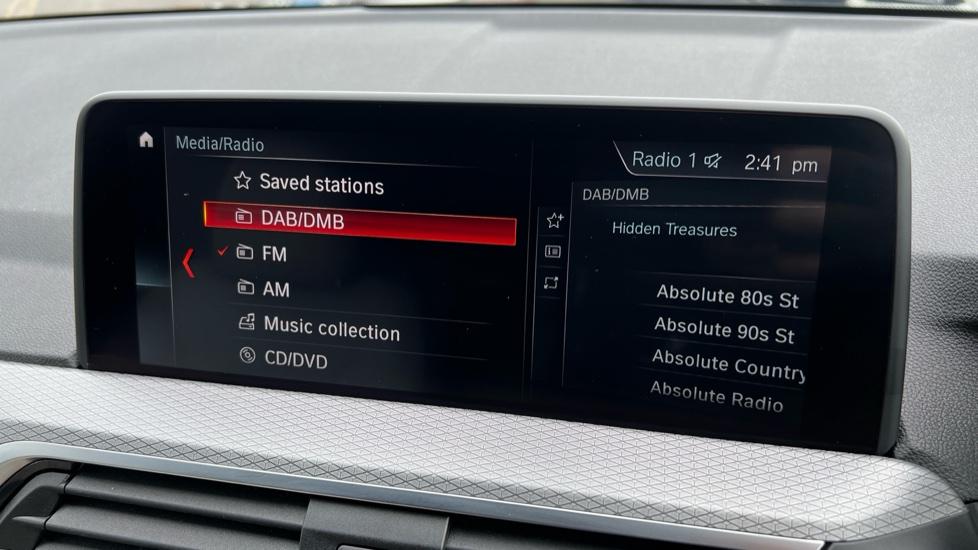 Media/Radio
Saved stations
DAB/DMB
FM
AM
Music collection
CD/DVD
Radio 1 2:41 pm
DAB/DMB
Hidden Treasures
Absolute 80s St
Absolute 90s St
Absolute Country
Absolute Radio